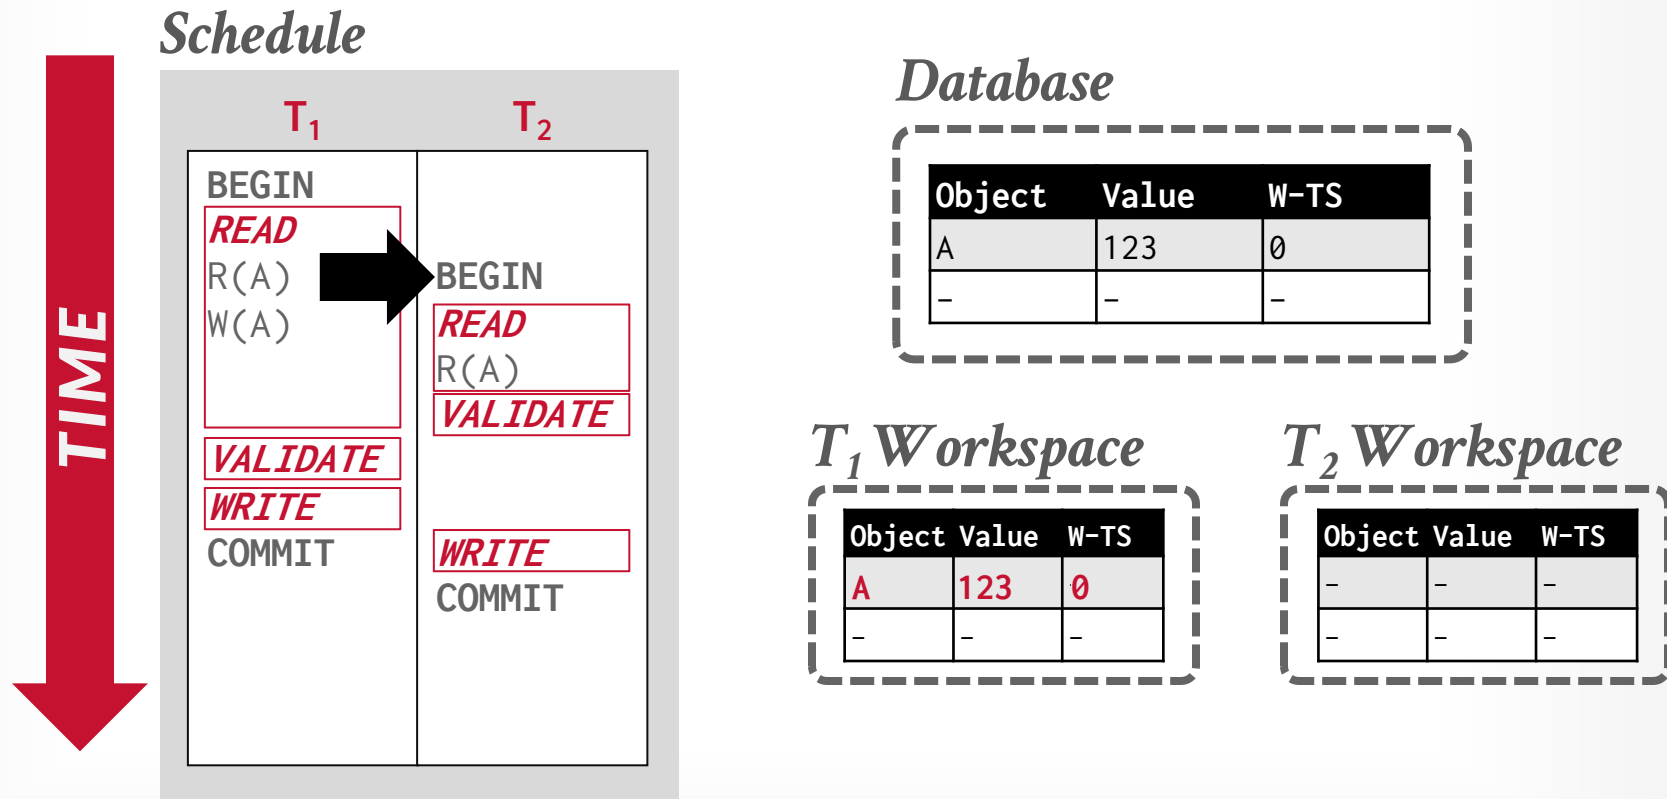 Schedule
TIME
T1 T2
BEGIN
READ
R(A)
W(A)
VALIDATE
WRITE
COMMIT
BEGIN
READ
R(A)
VALIDATE
WRITE
COMMIT
Database
Object Value W-TS
A 123 0
- - -
T1 Workspace
Object Value W-TS
A 123 0
- - -
T2 Workspace
Object Value W-TS
- - -
- - -